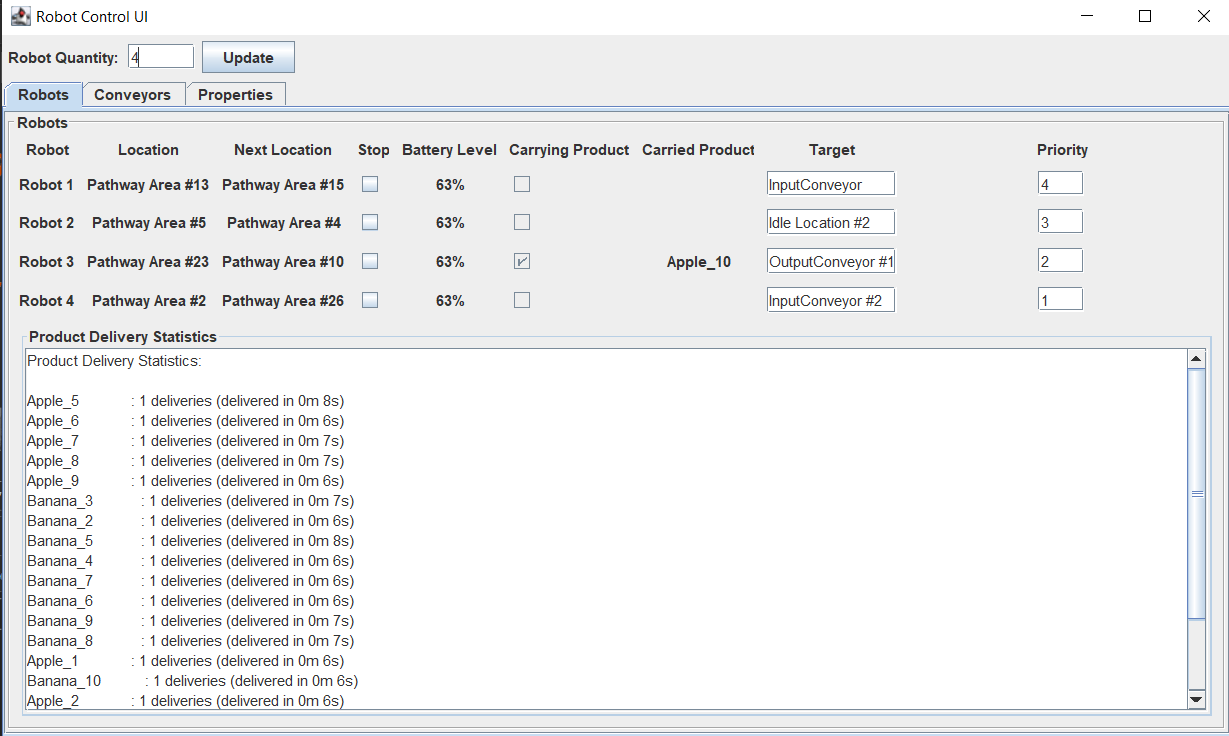 Robot Control UI
Robot Quantity: 4 Update
Robots Conveyors Properties
Robots
Robot Location Next Location Stop Battery Level Carrying Product Carried Product Target Priority
Robot 1 Pathway Area #13 Pathway Area #15 63% InputConveyor 4
Robot 2 Pathway Area #5 Pathway Area #4 63% Idle Location #2 3
Robot 3 Pathway Area #23 Pathway Area #10 63% Apple_10 OutputConveyor #1 2
Robot 4 Pathway Area #2 Pathway Area #26 63% InputConveyor #2 1
Product Delivery Statistics
Product Delivery Statistics:
Apple_5 : 1 deliveries (delivered in 0m 8s)
Apple_6 : 1 deliveries (delivered in 0m 6s)
Apple_7 : 1 deliveries (delivered in 0m 7s)
Apple_8 : 1 deliveries (delivered in 0m 7s)
Apple_9 : 1 deliveries (delivered in 0m 6s)
Banana_3 : 1 deliveries (delivered in 0m 7s)
Banana_2 : 1 deliveries (delivered in 0m 6s)
Banana_5 : 1 deliveries (delivered in 0m 8s)
Banana_4 : 1 deliveries (delivered in 0m 6s)
Banana_7 : 1 deliveries (delivered in 0m 6s)
Banana_6 : 1 deliveries (delivered in 0m 6s)
Banana_9 : 1 deliveries (delivered in 0m 7s)
Banana_8 : 1 deliveries (delivered in 0m 7s)
Apple_1 : 1 deliveries (delivered in 0m 6s)
Banana_10 : 1 deliveries (delivered in 0m 6s)
Apple_2 : 1 deliveries (delivered in 0m 6s)